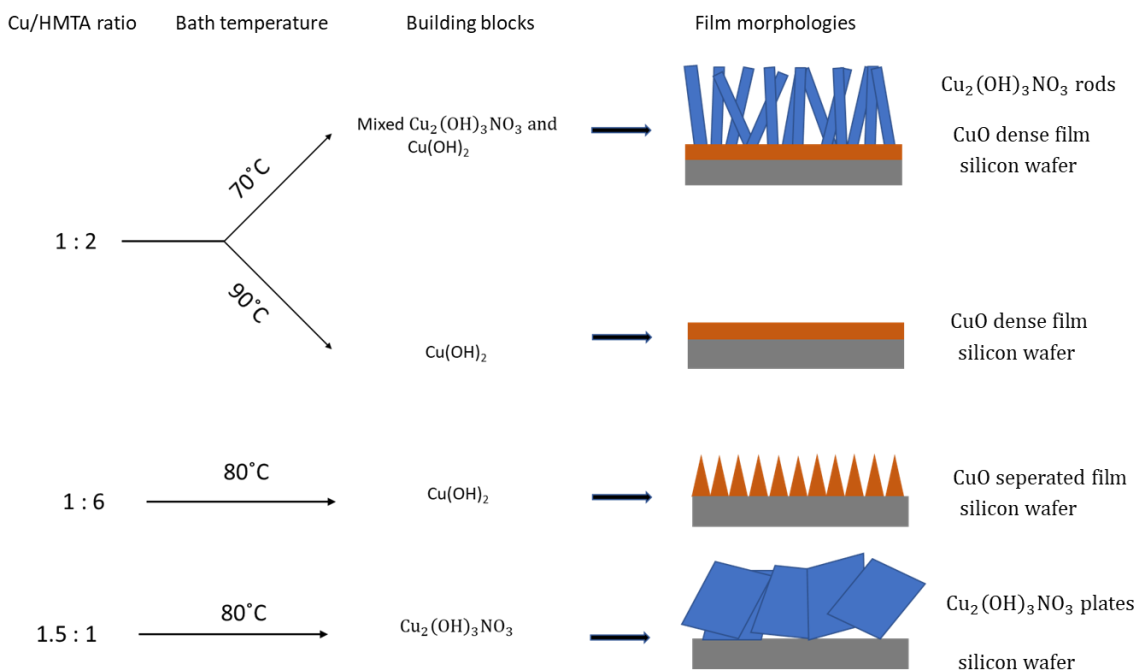 Cu/HMTA ratio Bath temperature Building blocks Film morphologies
Cu₂(OH)₃NO₃ rods
Mixed Cu₂(OH)₃NO₃ and
Cu(OH)₂
CuO dense film
silicon wafer
70˚C
1 : 2
90˚C
Cu(OH)₂
CuO dense film
silicon wafer
80˚C
1 : 6
Cu(OH)₂
CuO seperated film
silicon wafer
80˚C
1.5 : 1
Cu₂(OH)₃NO₃
Cu₂(OH)₃NO₃ plates
silicon wafer